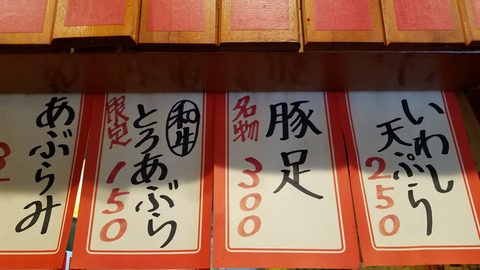 いわし
天ぷら
250
豚足
名物
300
和牛
とろあぶら
限定
150
あぶらみ